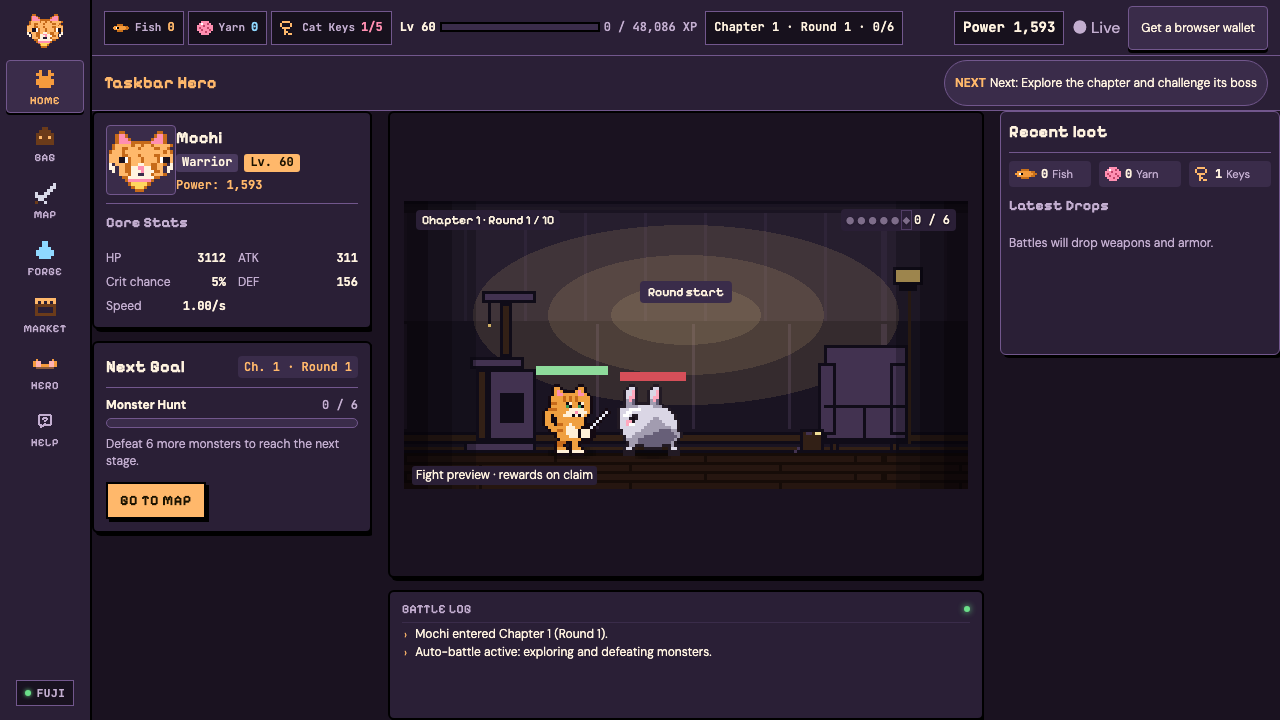 Fish 0
Yarn 0
Cat Keys 1/5
Lv 60
0 / 48,086 XP
Chapter 1 · Round 1 · 0/6
Power 1,593
Live
Get a browser wallet
Taskbar Hero
NEXT Next: Explore the chapter and challenge its boss
HOME
BAG
MAP
FORGE
MARKET
HERO
HELP
FUJI
Mochi
Warrior
Lv. 60
Power: 1,593
Core Stats
HP 3112 ATK 311
Crit chance 5% DEF 156
Speed 1.00/s
Next Goal
Ch. 1 · Round 1
Monster Hunt 0 / 6
Defeat 6 more monsters to reach the next
stage.
GO TO MAP
Chapter 1 · Round 1 / 10
0 / 6
Round start
Fight preview · rewards on claim
BATTLE LOG
› Mochi entered Chapter 1 (Round 1).
› Auto-battle active: exploring and defeating monsters.
Recent loot
0 Fish
0 Yarn
1 Keys
Latest Drops
Battles will drop weapons and armor.